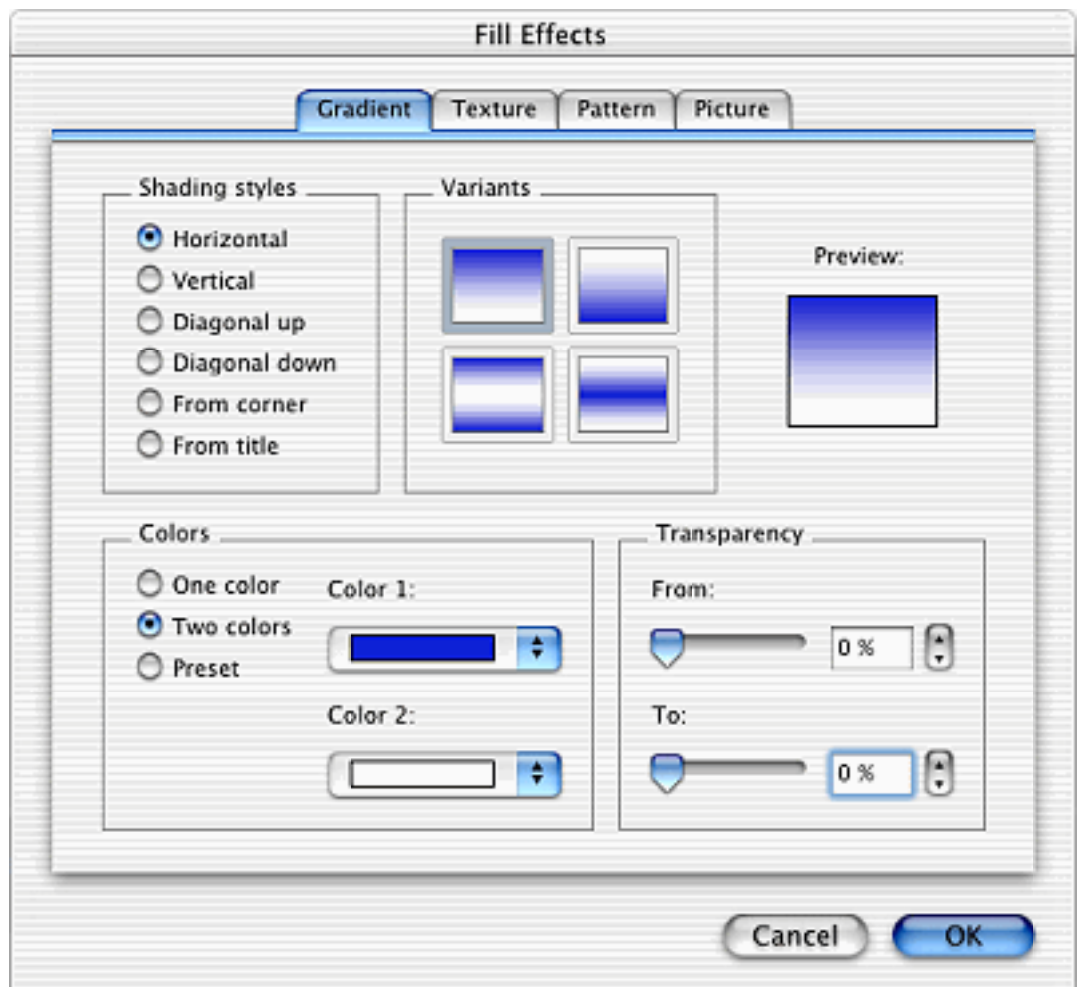 Fill Effects
Gradient Texture Pattern Picture
Shading styles
Horizontal
Vertical
Diagonal up
Diagonal down
From corner
From title
Variants
Preview:
Colors
One color
Two colors
Preset
Color 1:
Color 2:
Transparency
From:
0 %
To:
0 %
Cancel OK